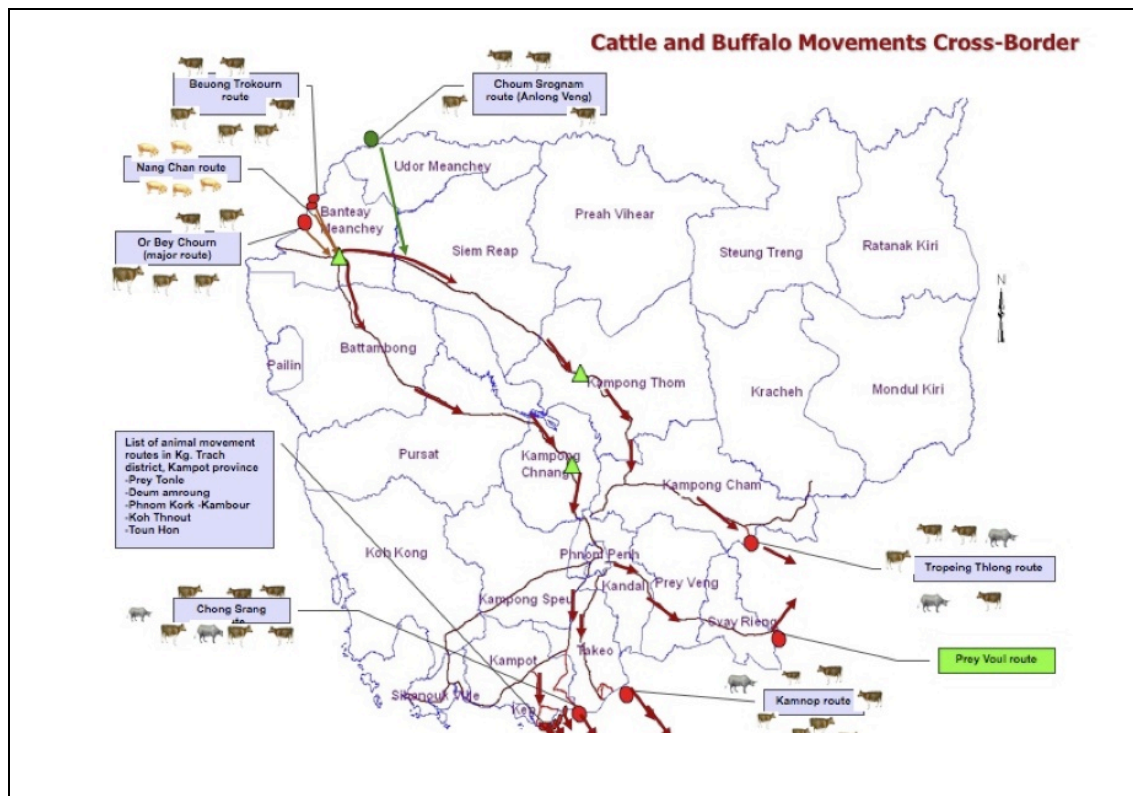 Cattle and Buffalo Movements Cross-Border
Beuong Trokourn
route
Choum Srognam
route (Anlong Veng)
Nang Chan route
Or Bey Chourn
(major route)
Udor Meanchey
Banteay
Meanchey
Siem Reap
Preah Vihear
Steung Treng
Ratanak Kiri
N
Battambong
Pailin
Kampong Thom
Kracheh
Mondul Kiri
List of animal movement
routes in Kg. Trach
district, Kampot province
-Prey Tonle
-Deum amroung
-Phnom Kork -Kambour
-Koh Thnout
-Toun Hon
Pursat
Kampong
Chnang
Kampong Cham
Koh Kong
Phnom Penh
Kandal
Prey Veng
Tropeing Thlong route
Chong Srang
Kampong Speu
Svay Rieng
Kampot
Takeo
Prey Voul route
Sihanouk Ville
Kep
Kamnop route